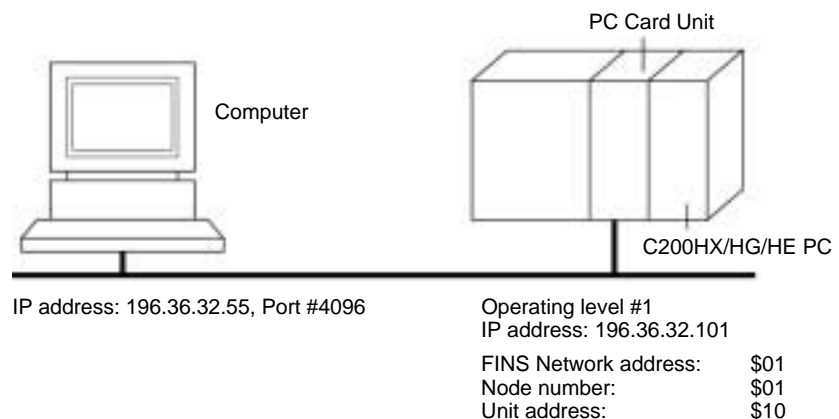 PC Card Unit
Computer
C200HX/HG/HE PC
IP address: 196.36.32.55, Port #4096
Operating level #1
IP address: 196.36.32.101
FINS Network address: $01
Node number: $01
Unit address: $10